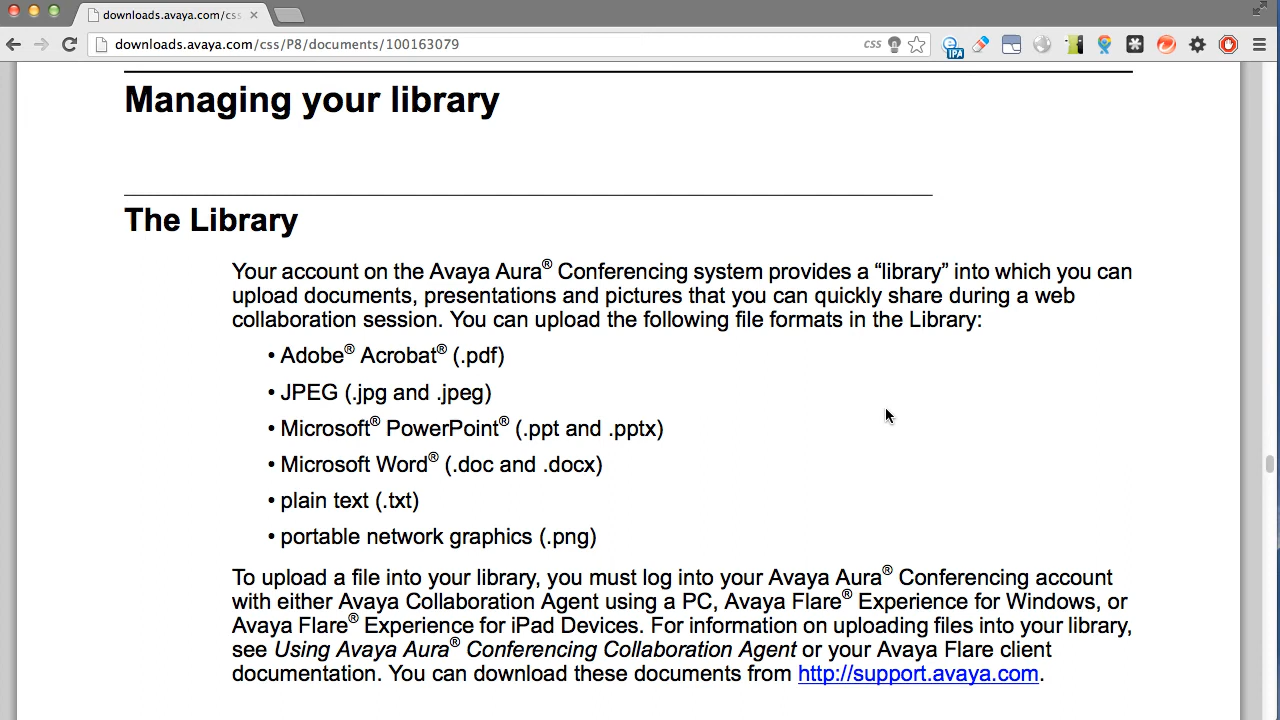 downloads.avaya.com/css
downloads.avaya.com/css/P8/documents/100163079
css
IPA
Managing your library
The Library
Your account on the Avaya Aura® Conferencing system provides a “library” into which you can
upload documents, presentations and pictures that you can quickly share during a web
collaboration session. You can upload the following file formats in the Library:
• Adobe® Acrobat® (.pdf)
• JPEG (.jpg and .jpeg)
• Microsoft® PowerPoint® (.ppt and .pptx)
• Microsoft Word® (.doc and .docx)
• plain text (.txt)
• portable network graphics (.png)
To upload a file into your library, you must log into your Avaya Aura® Conferencing account
with either Avaya Collaboration Agent using a PC, Avaya Flare® Experience for Windows, or
Avaya Flare® Experience for iPad Devices. For information on uploading files into your library,
see Using Avaya Aura® Conferencing Collaboration Agent or your Avaya Flare client
documentation. You can download these documents from http://support.avaya.com.